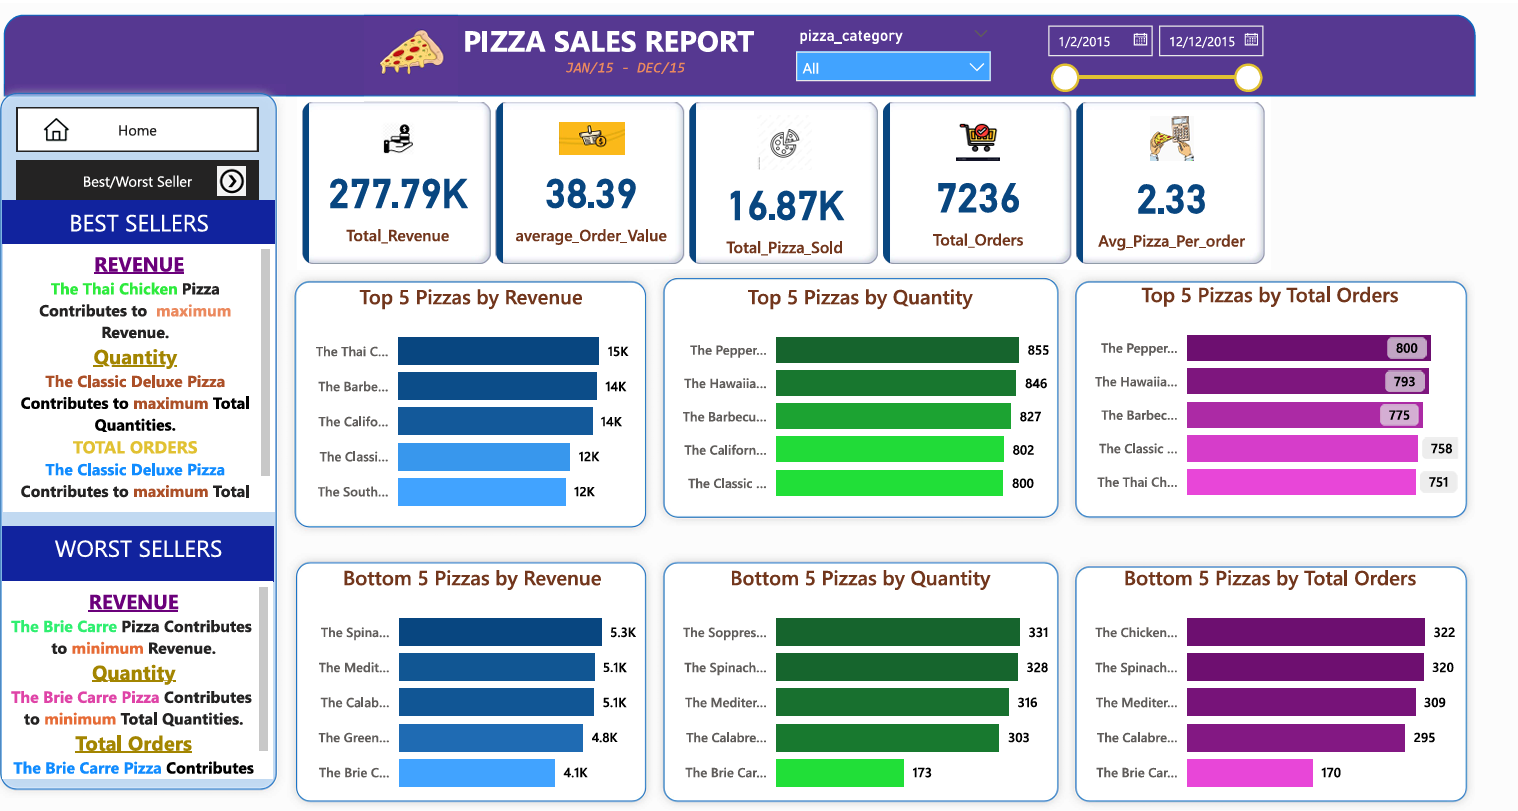 PIZZA SALES REPORT
JAN/15 - DEC/15
pizza_category
All
1/2/2015
12/12/2015
Home
Best/Worst Seller
BEST SELLERS
REVENUE
The Thai Chicken Pizza
Contributes to maximum
Revenue.
Quantity
The Classic Deluxe Pizza
Contributes to maximum Total
Quantities.
TOTAL ORDERS
The Classic Deluxe Pizza
Contributes to maximum Total
WORST SELLERS
REVENUE
The Brie Carre Pizza Contributes
to minimum Revenue.
Quantity
The Brie Carre Pizza Contributes
to minimum Total Quantities.
Total Orders
The Brie Carre Pizza Contributes
277.79K
Total_Revenue
38.39
average_Order_Value
16.87K
Total_Pizza_Sold
7236
Total_Orders
2.33
Avg_Pizza_Per_order
Top 5 Pizzas by Revenue
The Thai C... 15K
The Barbe... 14K
The Califo... 14K
The Classi... 12K
The South... 12K
Top 5 Pizzas by Quantity
The Pepper... 855
The Hawaiia... 846
The Barbecu... 827
The Californ... 802
The Classic ... 800
Top 5 Pizzas by Total Orders
The Pepper... 800
The Hawaiia... 793
The Barbec... 775
The Classic ... 758
The Thai Ch... 751
Bottom 5 Pizzas by Revenue
The Spina... 5.3K
The Medit... 5.1K
The Calab... 5.1K
The Green... 4.8K
The Brie C... 4.1K
Bottom 5 Pizzas by Quantity
The Soppres... 331
The Spinach... 328
The Mediter... 316
The Calabre... 303
The Brie Car... 173
Bottom 5 Pizzas by Total Orders
The Chicken... 322
The Spinach... 320
The Mediter... 309
The Calabre... 295
The Brie Car... 170